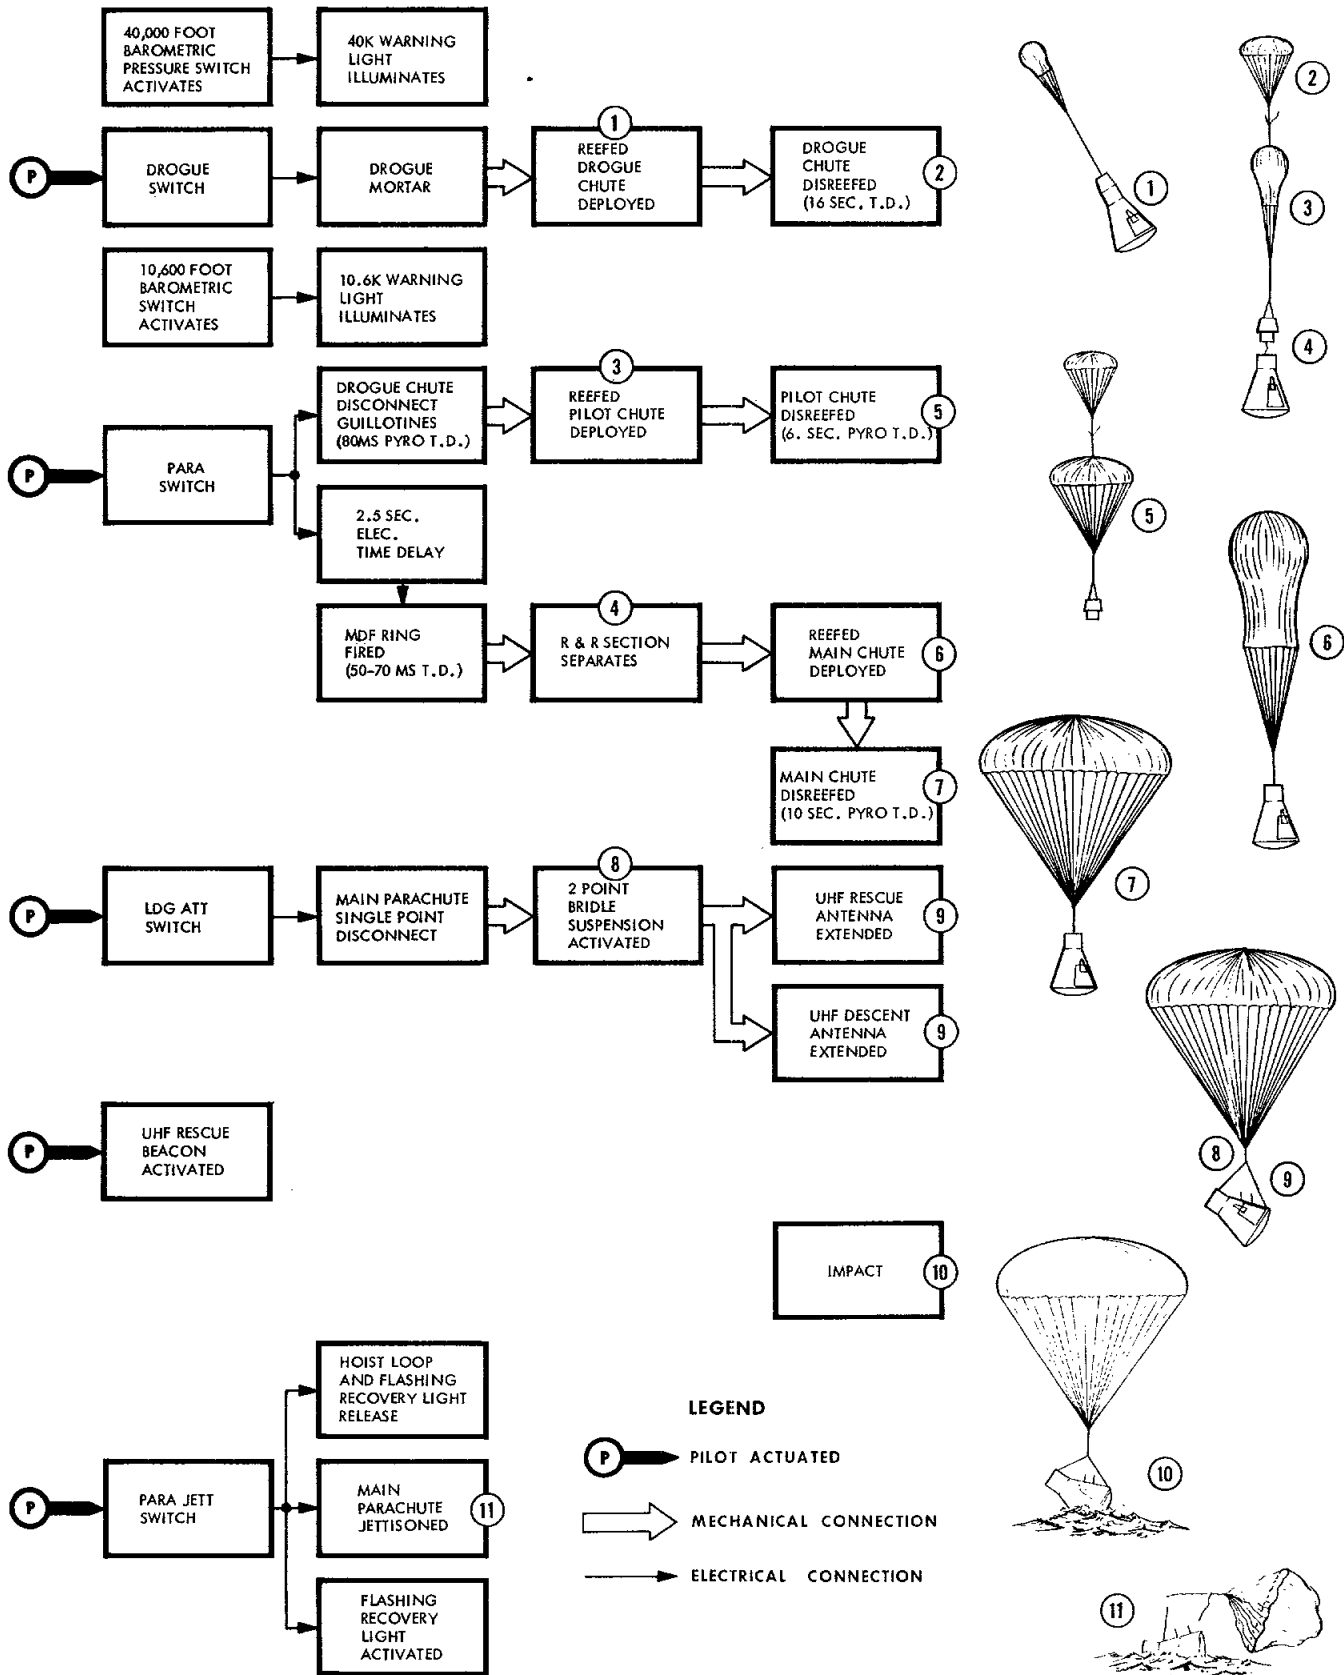 40,000 FOOT
BAROMETRIC
PRESSURE SWITCH
ACTIVATES
40K WARNING
LIGHT
ILLUMINATES
P
DROGUE
SWITCH
DROGUE
MORTAR
1
REEFED
DROGUE
CHUTE
DEPLOYED
DROGUE
CHUTE
DISREEFED
(16 SEC. T.D.)
2
10,600 FOOT
BAROMETRIC
SWITCH
ACTIVATES
10.6K WARNING
LIGHT
ILLUMINATES
P
PARA
SWITCH
DROGUE CHUTE
DISCONNECT
GUILLOTINES
(80MS PYRO T.D.)
3
REEFED
PILOT CHUTE
DEPLOYED
PILOT CHUTE
DISREEFED
(6. SEC. PYRO T.D.)
5
2.5 SEC.
ELEC.
TIME DELAY
MDF RING
FIRED
(50-70 MS T.D.)
4
R & R SECTION
SEPARATES
REEFED
MAIN CHUTE
DEPLOYED
6
MAIN CHUTE
DISREEFED
(10 SEC. PYRO T.D.)
7
P
LDG ATT
SWITCH
MAIN PARACHUTE
SINGLE POINT
DISCONNECT
8
2 POINT
BRIDLE
SUSPENSION
ACTIVATED
UHF RESCUE
ANTENNA
EXTENDED
9
UHF DESCENT
ANTENNA
EXTENDED
9
P
UHF RESCUE
BEACON
ACTIVATED
IMPACT
10
P
PARA JETT
SWITCH
HOIST LOOP
AND FLASHING
RECOVERY LIGHT
RELEASE
MAIN
PARACHUTE
JETTISONED
11
FLASHING
RECOVERY
LIGHT
ACTIVATED
LEGEND
P PILOT ACTUATED
MECHANICAL CONNECTION
ELECTRICAL CONNECTION
1
2
3
4
5
6
7
8
9
10
11